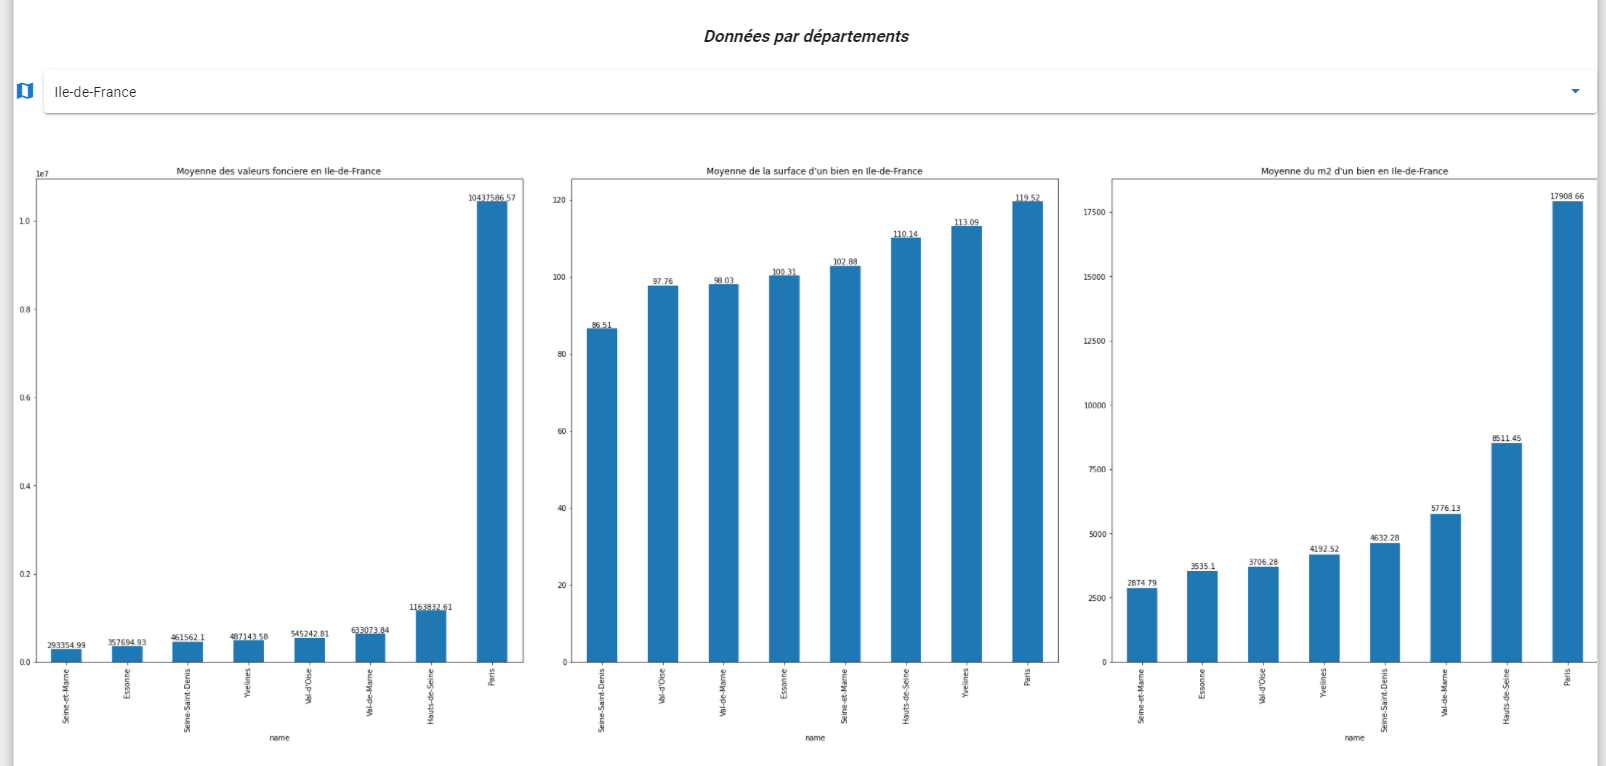 Données par départements
Ile-de-France
Moyenne des valeurs fonciere en Ile-de-France
1e7
1.0
0.8
0.6
0.4
0.2
0.0
293354.99
357694.93
461562.1
487143.58
545242.81
633073.84
1163832.61
10437586.57
Seine-et-Marne
Essonne
Seine-Saint-Denis
Yvelines
Val-d'Oise
Val-de-Marne
Hauts-de-Seine
Paris
name
Moyenne de la surface d'un bien en Ile-de-France
120
100
80
60
40
20
0
86.51
97.76
98.03
100.31
102.88
110.14
113.09
119.52
Seine-Saint-Denis
Val-d'Oise
Val-de-Marne
Essonne
Seine-et-Marne
Hauts-de-Seine
Yvelines
Paris
name
Moyenne du m2 d'un bien en Ile-de-France
17500
15000
12500
10000
7500
5000
2500
0
2874.79
3535.1
3706.28
4192.52
4632.28
5776.13
8511.45
17908.66
Seine-et-Marne
Essonne
Val-d'Oise
Yvelines
Seine-Saint-Denis
Val-de-Marne
Hauts-de-Seine
Paris
name